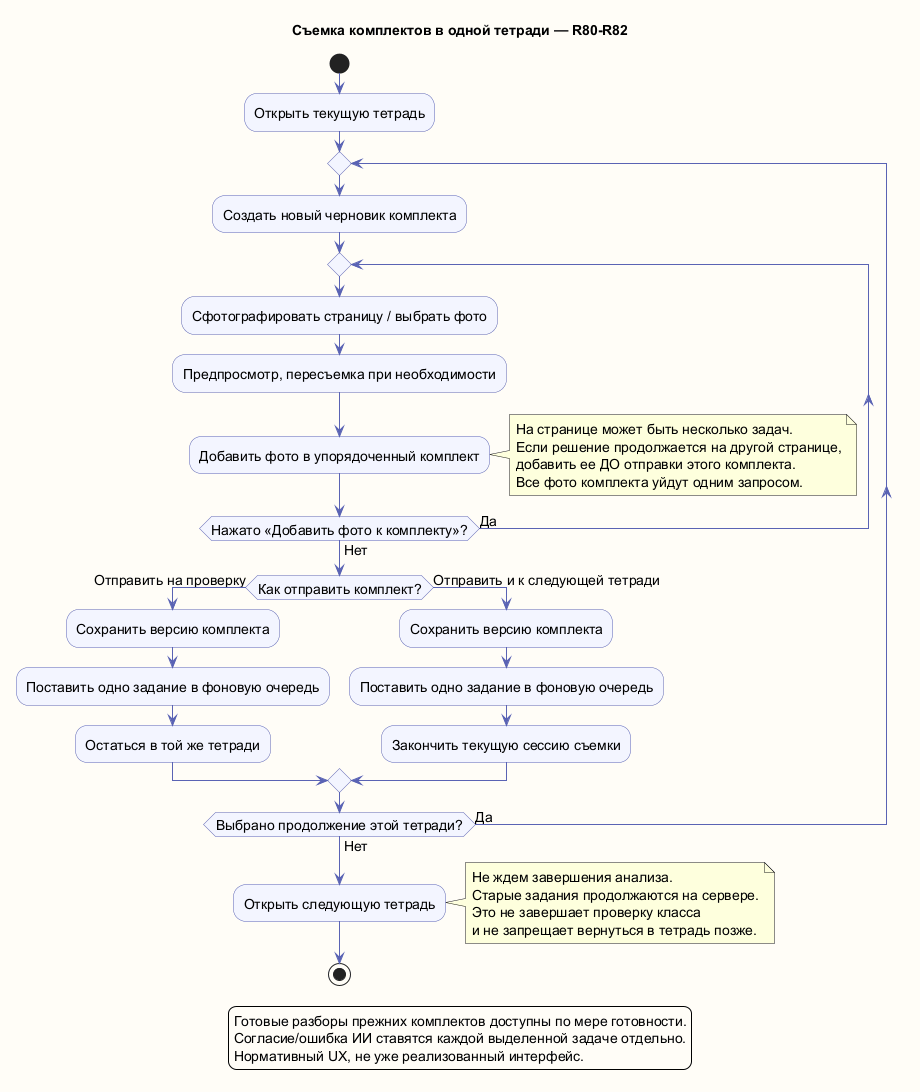 Съемка комплектов в одной тетради — R80-R82
Открыть текущую тетрадь
Создать новый черновик комплекта
Сфотографировать страницу / выбрать фото
Предпросмотр, пересъемка при необходимости
Добавить фото в упорядоченный комплект
На странице может быть несколько задач.
Если решение продолжается на другой странице,
добавить ее ДО отправки этого комплекта.
Все фото комплекта уйдут одним запросом.
Нажато «Добавить фото к комплекту»?
Да
Нет
Отправить на проверку
Как отправить комплект?
Отправить и к следующей тетради
Сохранить версию комплекта
Сохранить версию комплекта
Поставить одно задание в фоновую очередь
Поставить одно задание в фоновую очередь
Остаться в той же тетради
Закончить текущую сессию съемки
Выбрано продолжение этой тетради?
Да
Нет
Открыть следующую тетрадь
Не ждем завершения анализа.
Старые задания продолжаются на сервере.
Это не завершает проверку класса
и не запрещает вернуться в тетрадь позже.
Готовые разборы прежних комплектов доступны по мере готовности.
Согласие/ошибка ИИ ставятся каждой выделенной задаче отдельно.
Нормативный UX, не уже реализованный интерфейс.